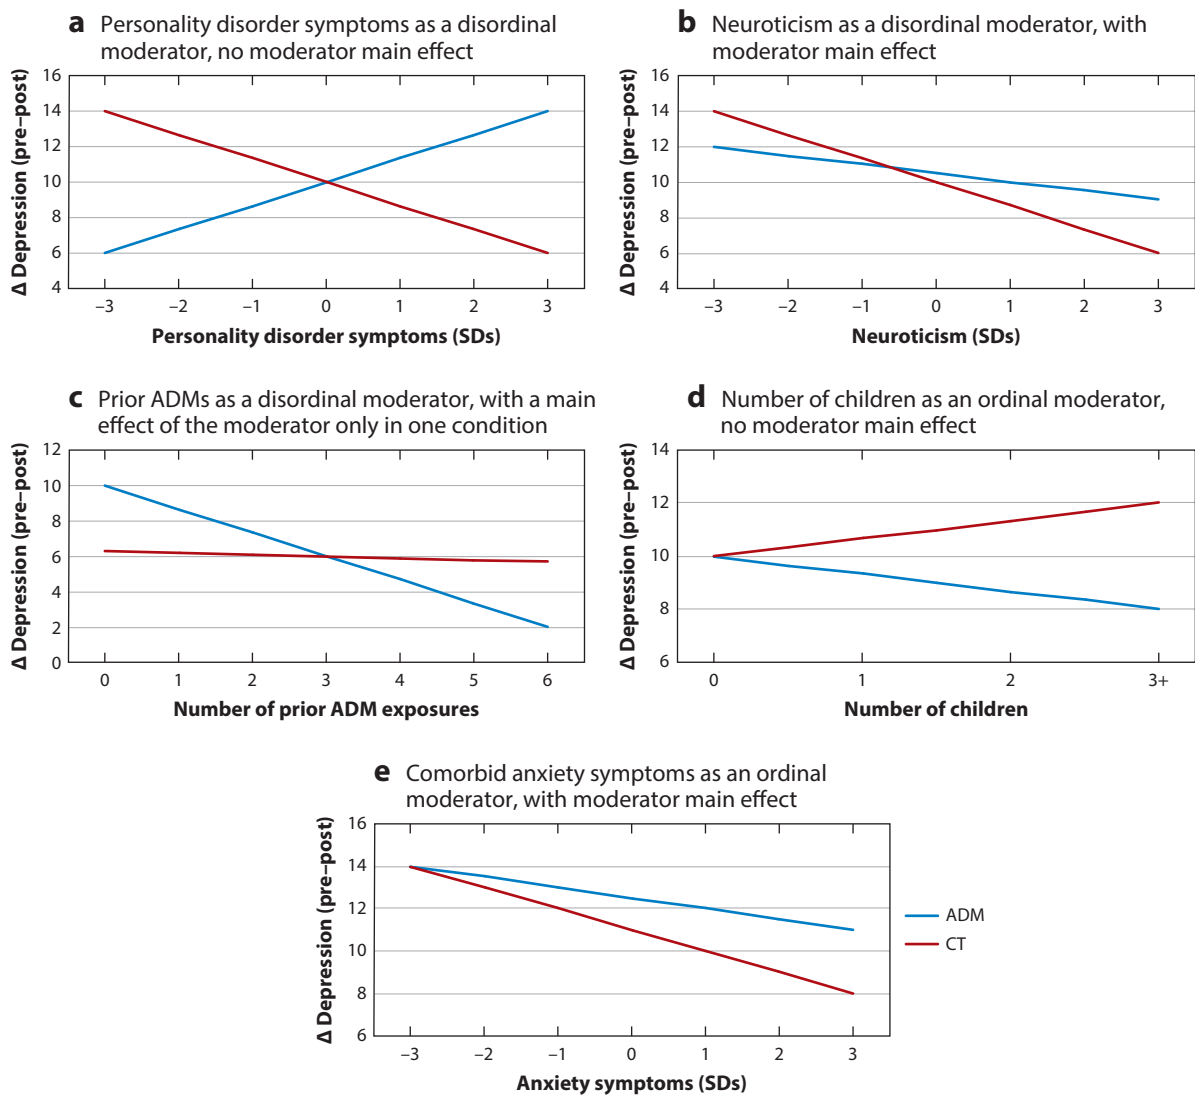 a Personality disorder symptoms as a disordinal
moderator, no moderator main effect
Δ Depression (pre–post)
16
14
12
10
8
6
4
–3 –2 –1 0 1 2 3
Personality disorder symptoms (SDs)
b Neuroticism as a disordinal moderator, with
moderator main effect
Δ Depression (pre–post)
16
14
12
10
8
6
4
–3 –2 –1 0 1 2 3
Neuroticism (SDs)
c Prior ADMs as a disordinal moderator, with a main
effect of the moderator only in one condition
Δ Depression (pre–post)
12
10
8
6
4
2
0
0 1 2 3 4 5 6
Number of prior ADM exposures
d Number of children as an ordinal moderator,
no moderator main effect
Δ Depression (pre–post)
14
12
10
8
6
0 1 2 3+
Number of children
e Comorbid anxiety symptoms as an ordinal
moderator, with moderator main effect
Δ Depression (pre–post)
16
14
12
10
8
6
–3 –2 –1 0 1 2 3
Anxiety symptoms (SDs)
ADM
CT